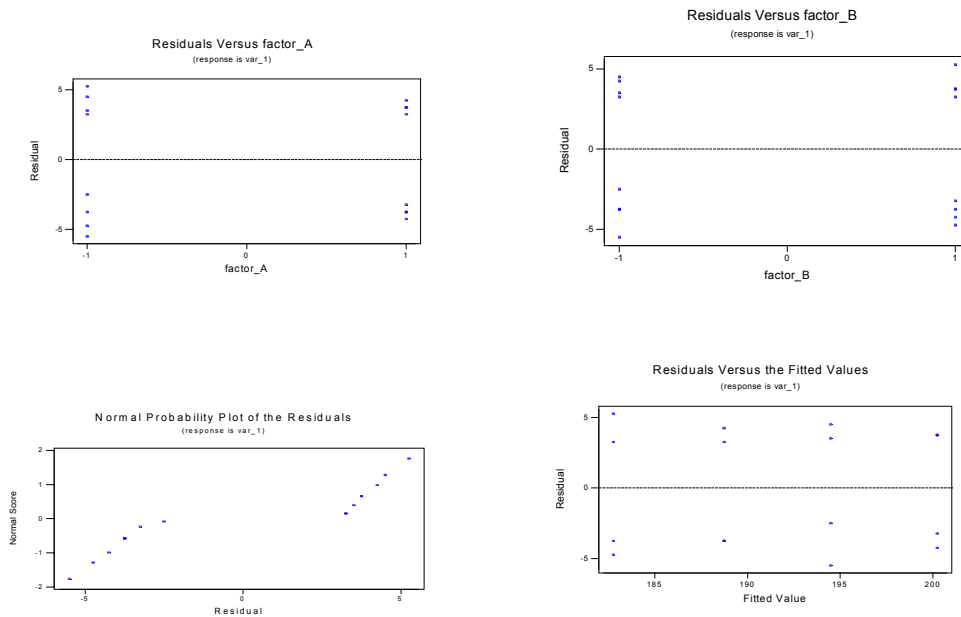 Residuals Versus factor_A
(response is var_1)
5
0
-5
Residual
-1 0 1
factor_A
Residuals Versus factor_B
(response is var_1)
5
0
-5
Residual
-1 0 1
factor_B
Normal Probability Plot of the Residuals
(response is var_1)
2
1
0
-1
-2
Normal Score
-5 0 5
Residual
Residuals Versus the Fitted Values
(response is var_1)
5
0
-5
Residual
185 190 195 200
Fitted Value